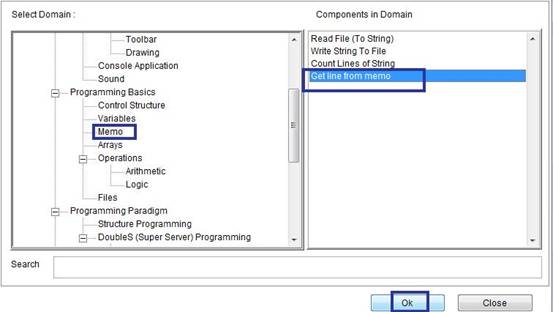 Select Domain :
Toolbar
Drawing
Console Application
Sound
Programming Basics
Control Structure
Variables
Memo
Arrays
Operations
Arithmetic
Logic
Files
Programming Paradigm
Structure Programming
DoubleS (Super Server) Programming
Components in Domain
Read File (To String)
Write String To File
Count Lines of String
Get line from memo
Search
Ok
Close